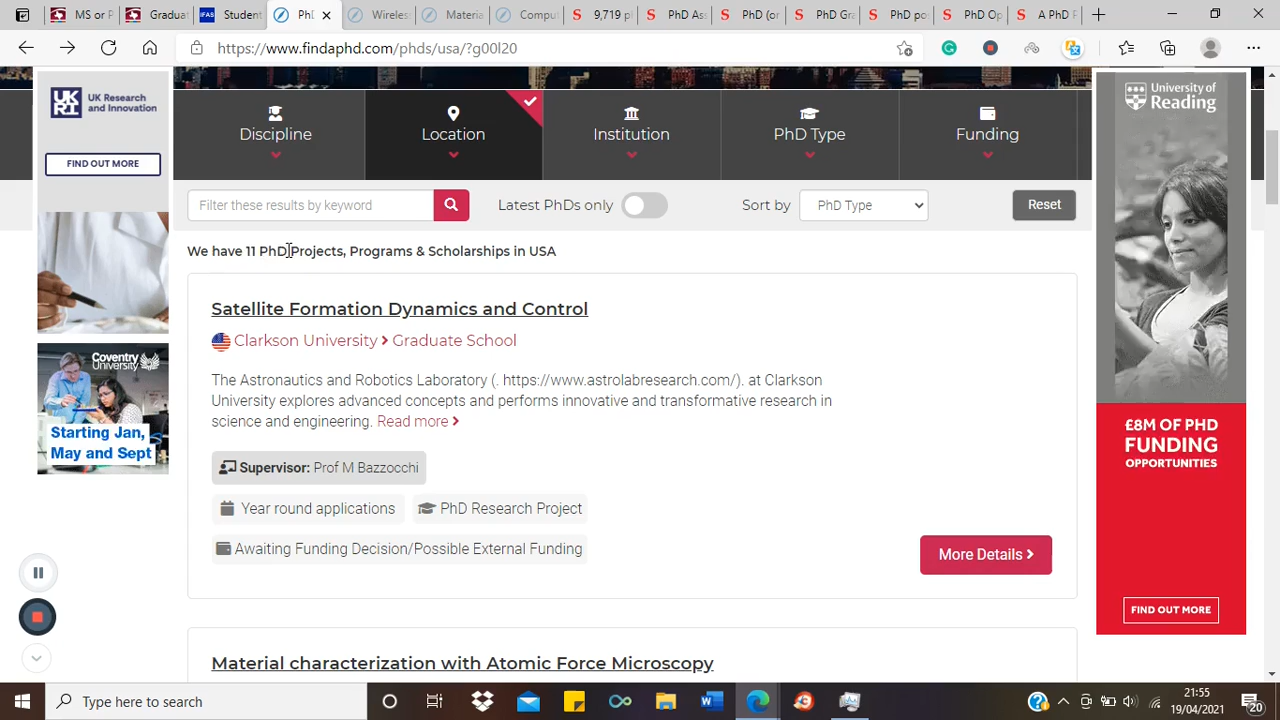 MS or P
Graduat
IFAS Student
PhD
Wireles
Materia
Compu
9,719 p
PhD Ass
PhD for
PhD Gra
PhD po
PhD Op
A PhD F
https://www.findaphd.com/phds/usa/?g00l20
UK Research
and Innovation
FIND OUT MORE
Coventry
University
Starting Jan,
May and Sept
Discipline
Location
Institution
PhD Type
Funding
Filter these results by keyword
Latest PhDs only
Sort by
PhD Type
Reset
We have 11 PhD Projects, Programs & Scholarships in USA
Satellite Formation Dynamics and Control
Clarkson University > Graduate School
The Astronautics and Robotics Laboratory (. https://www.astrolabresearch.com/). at Clarkson
University explores advanced concepts and performs innovative and transformative research in
science and engineering. Read more >
Supervisor: Prof M Bazzocchi
Year round applications
PhD Research Project
Awaiting Funding Decision/Possible External Funding
More Details >
Material characterization with Atomic Force Microscopy
University of
Reading
£8M OF PHD
FUNDING
OPPORTUNITIES
FIND OUT MORE
Type here to search
21:55
19/04/2021
20